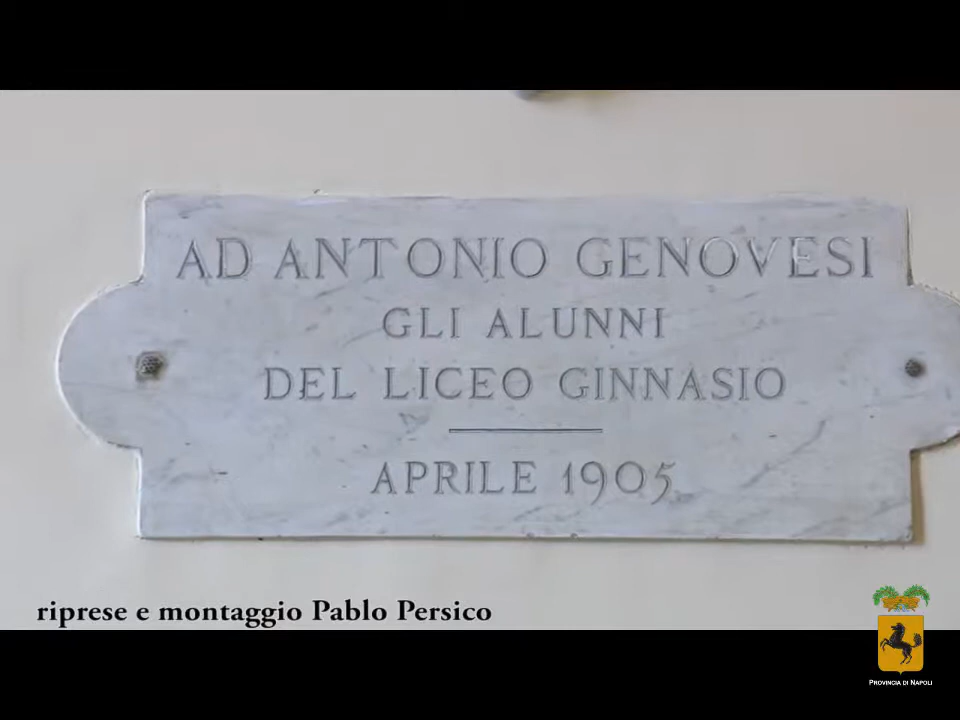 AD ANTONIO GENOVESI
GLI ALUNNI
DEL LICEO GINNASIO
APRILE 1905
riprese e montaggio Pablo Persico
PROVINCIA DI NAPOLI